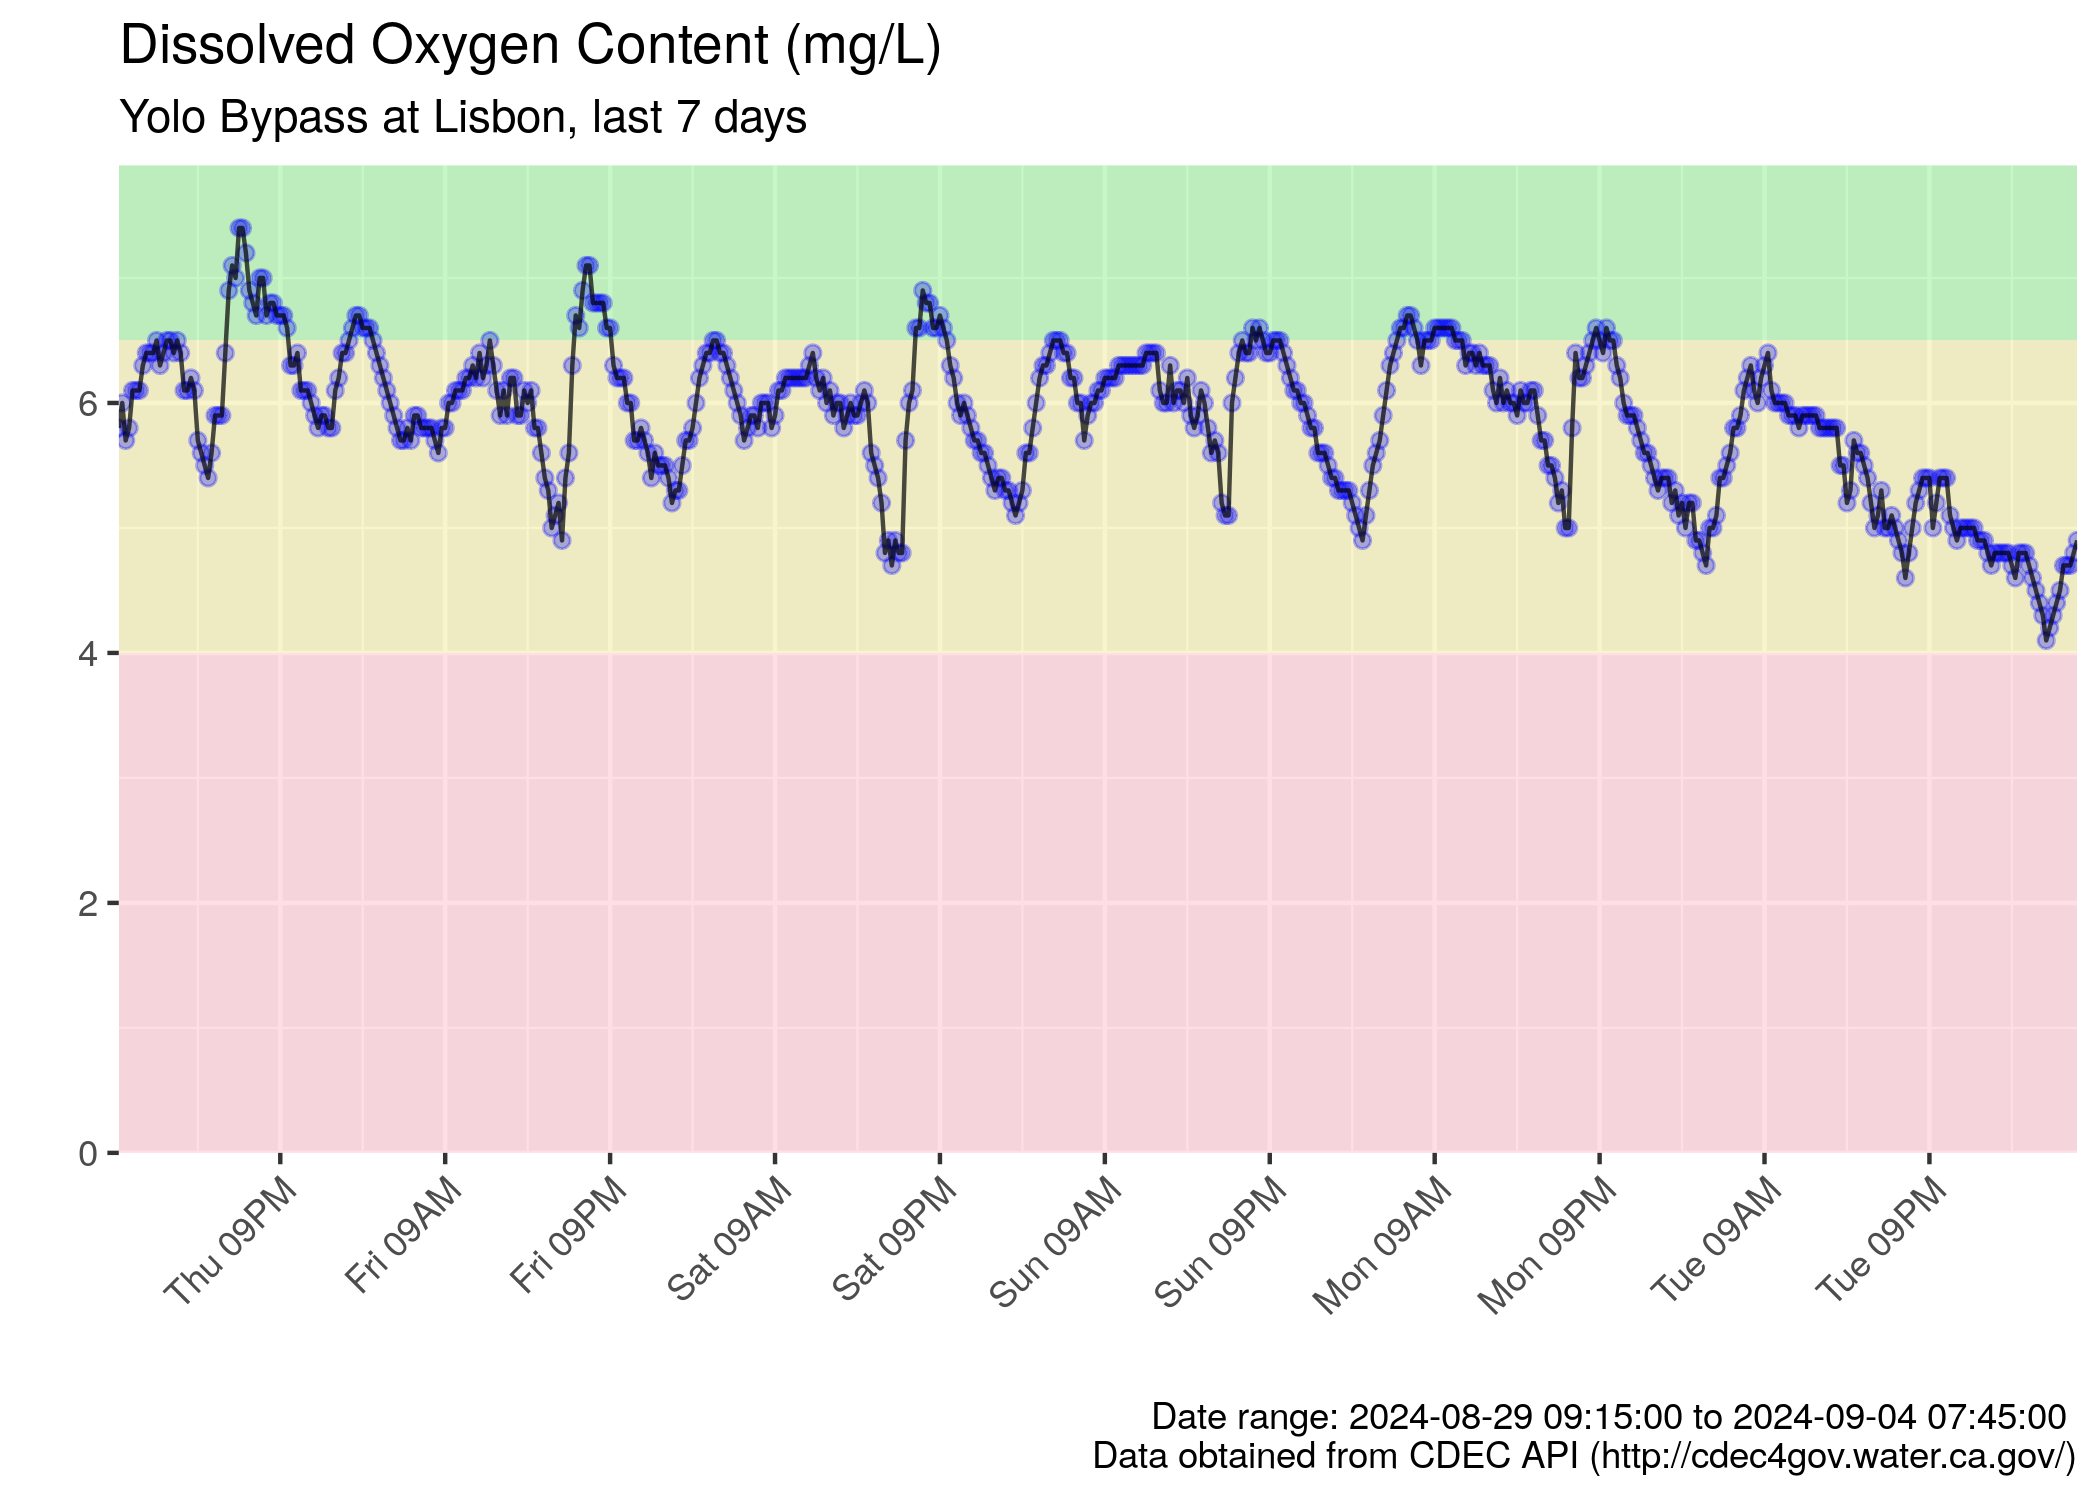 Dissolved Oxygen Content (mg/L)
Yolo Bypass at Lisbon, last 7 days
6
4
2
0
Thu 09PM
Fri 09AM
Fri 09PM
Sat 09AM
Sat 09PM
Sun 09AM
Sun 09PM
Mon 09AM
Mon 09PM
Tue 09AM
Tue 09PM
Date range: 2024-08-29 09:15:00 to 2024-09-04 07:45:00
Data obtained from CDEC API (http://cdec4gov.water.ca.gov/)